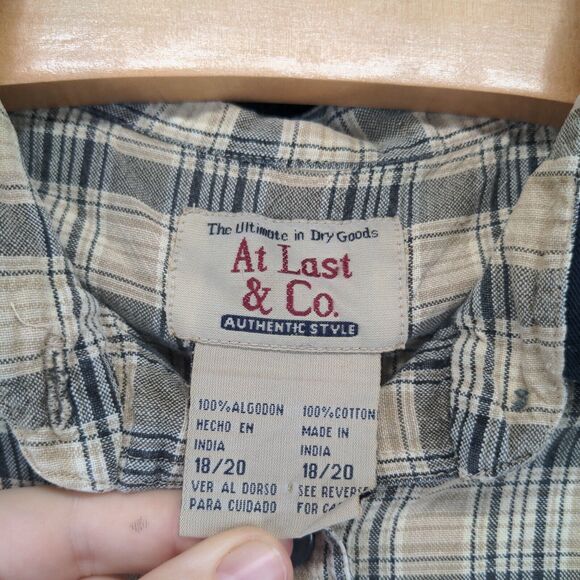 The Ultimate in Dry Goods
At Last
& Co.
AUTHENTIC STYLE
100% ALGODON
HECHO EN
INDIA
18/20
VER AL DORSO
PARA CUIDADO
100% COTTON
MADE IN
INDIA
18/20
SEE REVERSE
FOR